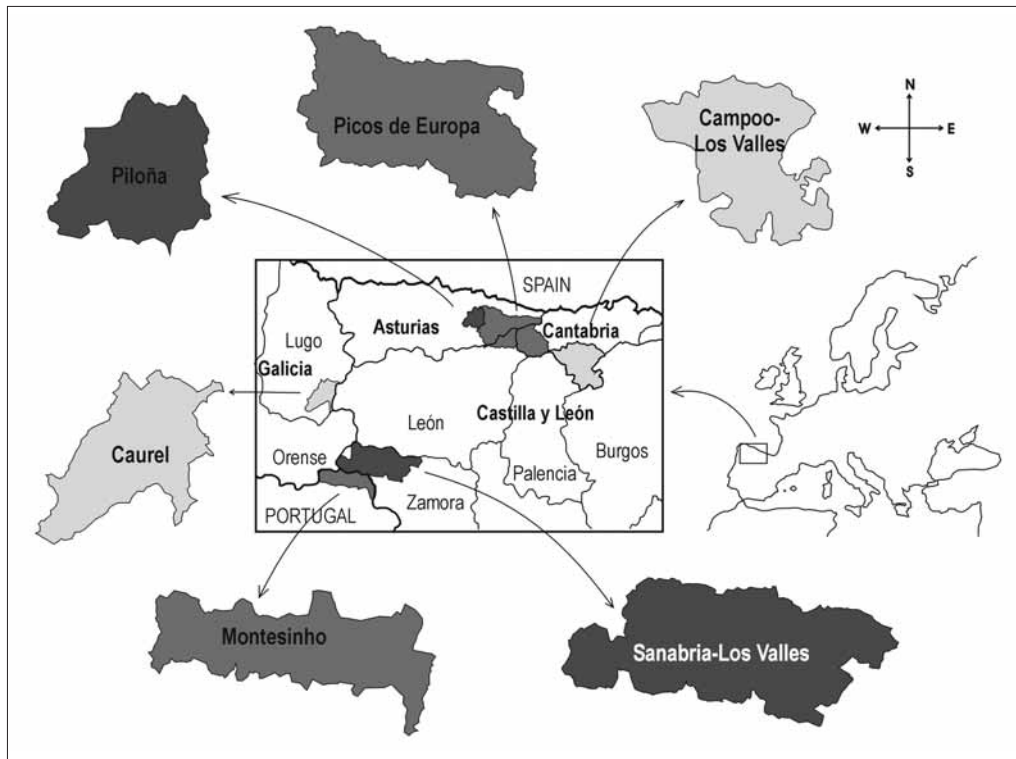 Picos de Europa
Campoo-
Los Valles
N
W
E
S
Piloña
SPAIN
Asturias
Cantabria
Lugo
Galicia
Castilla y León
León
Burgos
Caurel
Orense
Palencia
Zamora
PORTUGAL
Montesinho
Sanabria-Los Valles